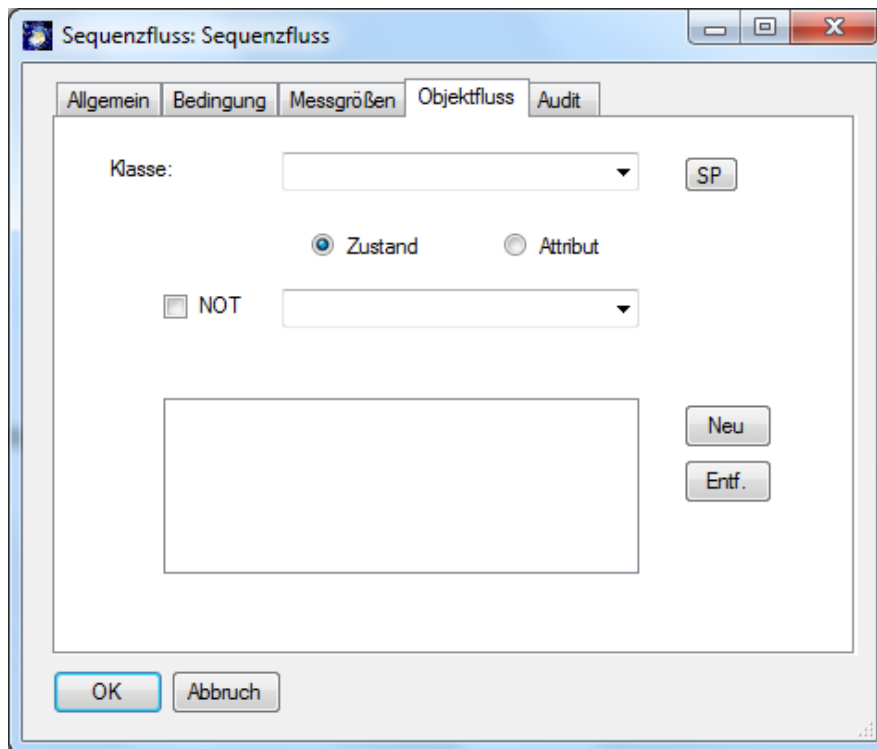 Sequenzfluss: Sequenzfluss
Allgemein Bedingung Messgrößen Objektfluss Audit
Klasse: SP
Zustand Attribut
NOT
Neu
Entf.
OK Abbruch